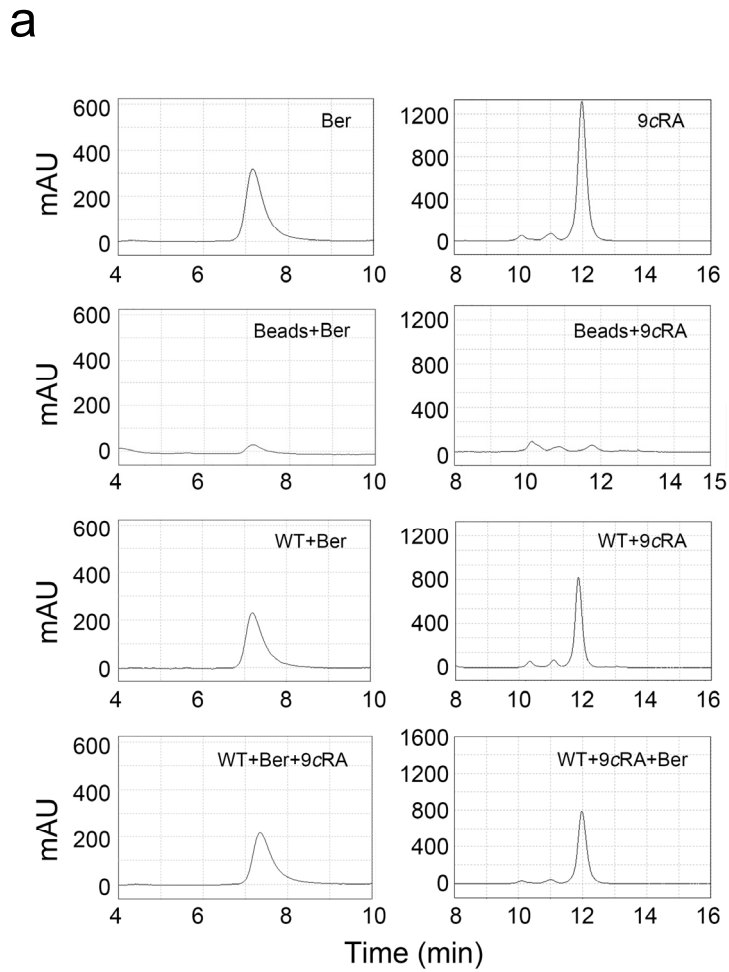 a
600
400
200
0
mAU
Ber
4 6 8 10
1200
800
400
0
9cRA
8 10 12 14 16
600
400
200
0
mAU
Beads+Ber
4 6 8 10
1200
800
400
0
Beads+9cRA
8 10 12 14 15
600
400
200
0
mAU
WT+Ber
4 6 8 10
1200
800
400
0
WT+9cRA
8 10 12 14 16
600
400
200
0
mAU
WT+Ber+9cRA
4 6 8 10
1600
1200
800
400
0
WT+9cRA+Ber
8 10 12 14 16
Time (min)